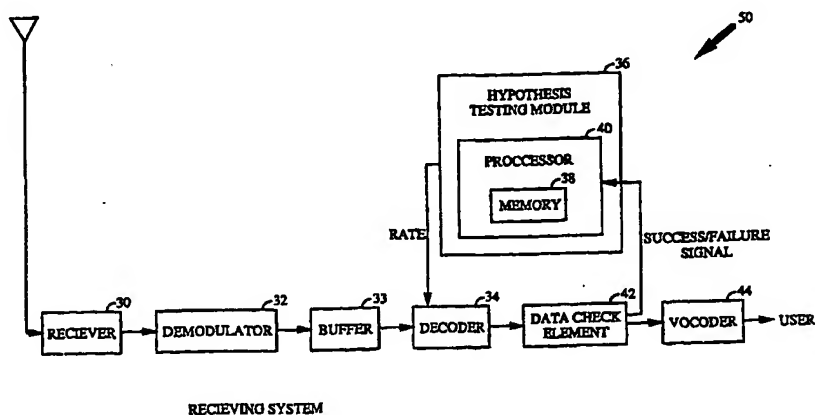 50
36
HYPOTHESIS
TESTING MODULE
40
PROCCESSOR
38
MEMORY
RATE
SUCCESS/FAILURE
SIGNAL
30
RECIEVER
32
DEMODULATOR
33
BUFFER
34
DECODER
42
DATA CHECK
ELEMENT
44
VOCODER
USER
RECIEVING SYSTEM